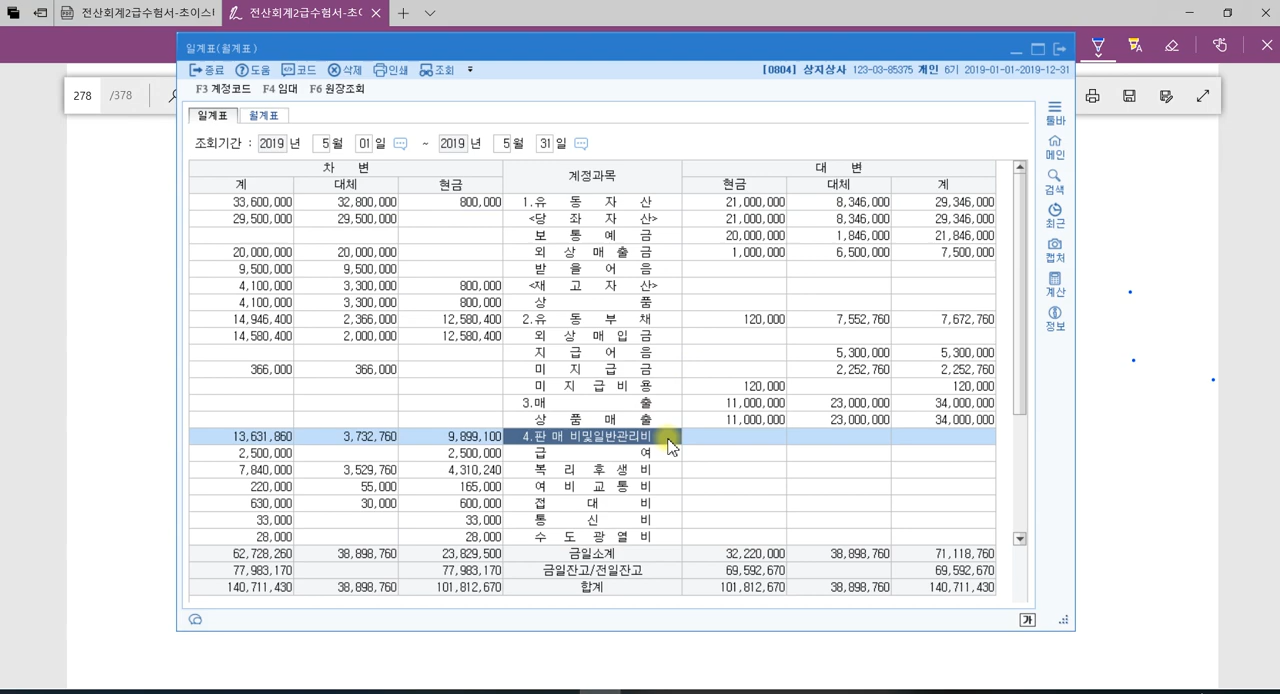 전산회계2급수험서-초이스!
전산회계2급수험서-초(
278 /378
일계표(월계표)
종료 도움 코드 삭제 인쇄 조회
[0804] 상지상사 123-03-85375 개인 6기 2019-01-01~2019-12-31
F3 계정코드 F4 임대 F6 원장조회
일계표 월계표
조회기간 : 2019 년 5 월 01 일 ~ 2019 년 5 월 31 일
차 변 계정과목 대 변
계 대체 현금 현금 대체 계
33,600,000 32,800,000 800,000 1.유 동 자 산 21,000,000 8,346,000 29,346,000
29,500,000 29,500,000 <당 좌 자 산> 21,000,000 8,346,000 29,346,000
보 통 예 금 20,000,000 1,846,000 21,846,000
20,000,000 20,000,000 외 상 매 출 금 1,000,000 6,500,000 7,500,000
9,500,000 9,500,000 받 을 어 음
4,100,000 3,300,000 800,000 <재 고 자 산>
4,100,000 3,300,000 800,000 상 품
14,946,400 2,366,000 12,580,400 2.유 동 부 채 120,000 7,552,760 7,672,760
14,580,400 2,000,000 12,580,400 외 상 매 입 금
지 급 어 음 5,300,000 5,300,000
366,000 366,000 미 지 급 금 2,252,760 2,252,760
미 지 급 비 용 120,000 120,000
3.매 출 11,000,000 23,000,000 34,000,000
상 품 매 출 11,000,000 23,000,000 34,000,000
13,631,860 3,732,760 9,899,100 4.판 매 비및일반관리비
2,500,000 2,500,000 급 여
7,840,000 3,529,760 4,310,240 복 리 후 생 비
220,000 55,000 165,000 여 비 교 통 비
630,000 30,000 600,000 접 대 비
33,000 33,000 통 신 비
28,000 28,000 수 도 광 열 비
62,728,260 38,898,760 23,829,500 금일소계 32,220,000 38,898,760 71,118,760
77,983,170 77,983,170 금일잔고/전일잔고 69,592,670 69,592,670
140,711,430 38,898,760 101,812,670 합계 101,812,670 38,898,760 140,711,430
툴바
메인
검색
최근
캡처
계산
정보
가